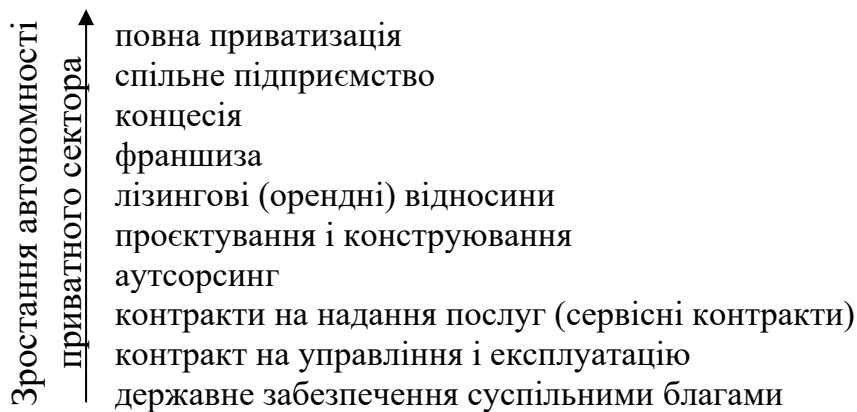 Зростання автономності
приватного сектора
повна приватизація
спільне підприємство
концесія
франшиза
лізингові (орендні) відносини
проєктування і конструювання
аутсорсинг
контракти на надання послуг (сервісні контракти)
контракт на управління і експлуатацію
державне забезпечення суспільними благами